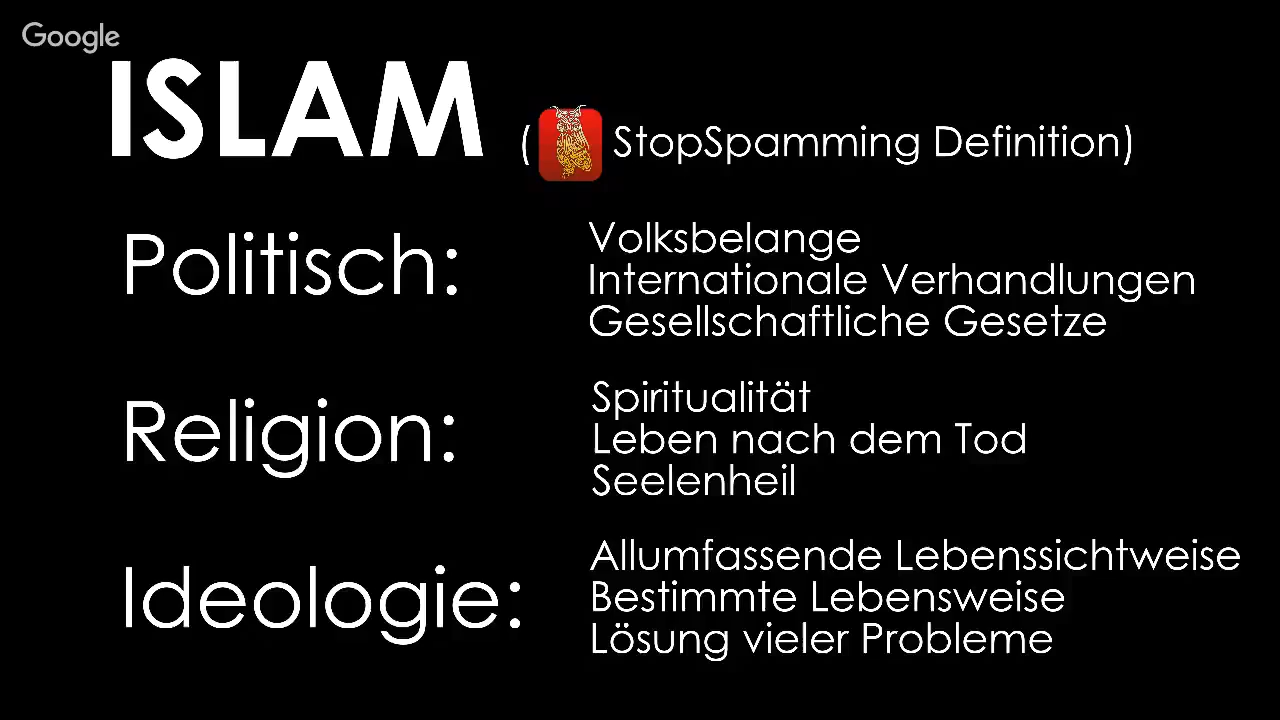 Google
ISLAM
(StopSpamming Definition)
Politisch:
Volksbelange
Internationale Verhandlungen
Gesellschaftliche Gesetze
Religion:
Spiritualität
Leben nach dem Tod
Seelenheil
Ideologie:
Allumfassende Lebenssichtweise
Bestimmte Lebensweise
Lösung vieler Probleme